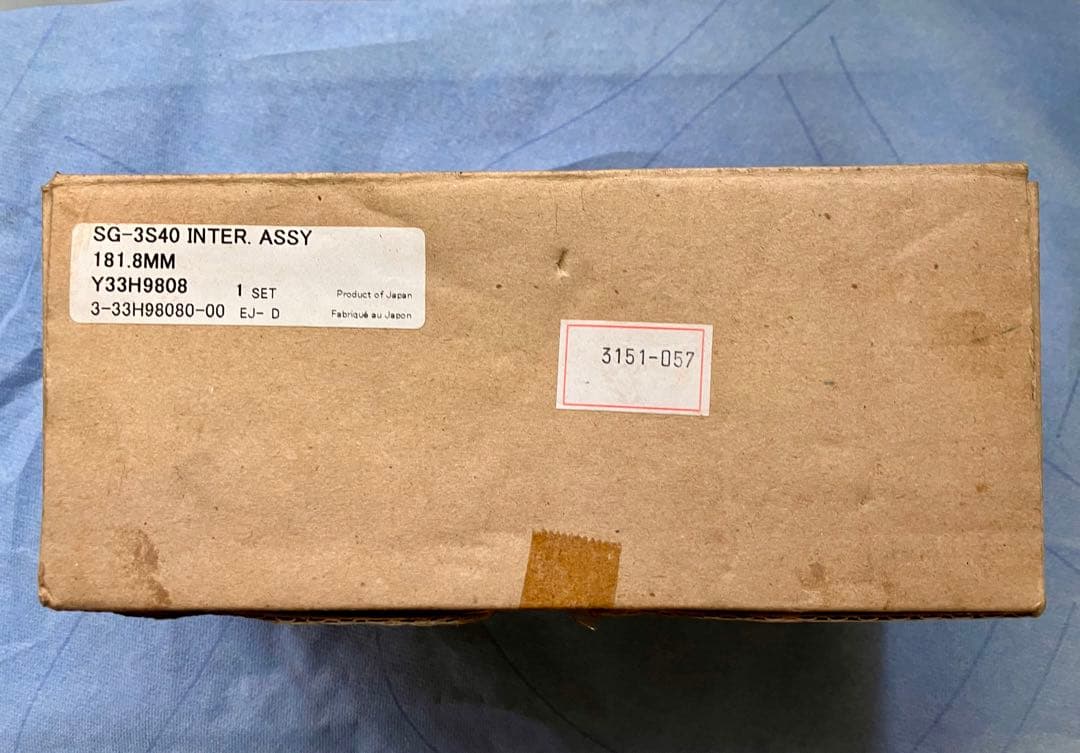 SG-3S40 INTER. ASSY
181.8MM
Y33H9808 1 SET Product of Japan
3-33H98080-00 EJ- D Fabriqué au Japon
3151-057